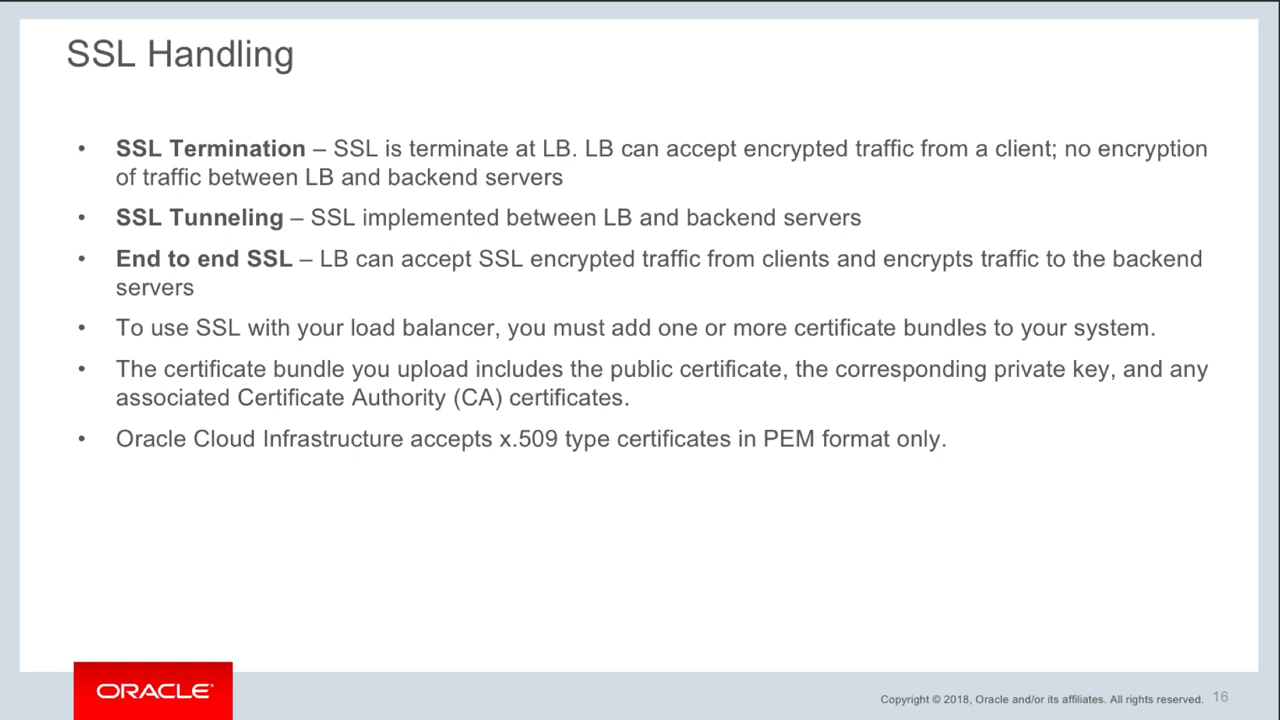 SSL Handling
• SSL Termination – SSL is terminate at LB. LB can accept encrypted traffic from a client; no encryption
of traffic between LB and backend servers
• SSL Tunneling – SSL implemented between LB and backend servers
• End to end SSL – LB can accept SSL encrypted traffic from clients and encrypts traffic to the backend
servers
• To use SSL with your load balancer, you must add one or more certificate bundles to your system.
• The certificate bundle you upload includes the public certificate, the corresponding private key, and any
associated Certificate Authority (CA) certificates.
• Oracle Cloud Infrastructure accepts x.509 type certificates in PEM format only.
ORACLE®
Copyright © 2018, Oracle and/or its affiliates. All rights reserved. 16